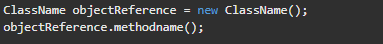 ClassName objectReference = new ClassName();
objectReference.methodname();